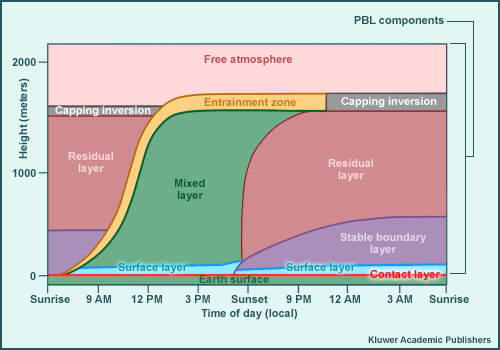 PBL components
Free atmosphere
2000
Entrainment zone
Capping inversion
Capping inversion
Height (meters)
Residual
layer
Residual
layer
1000
Mixed
layer
Stable boundary
layer
Surface layer
Surface layer
Contact layer
0
Earth surface
Sunrise 9 AM 12 PM 3 PM Sunset 9 PM 12 AM 3 AM Sunrise
Time of day (local)
Kluwer Academic Publishers